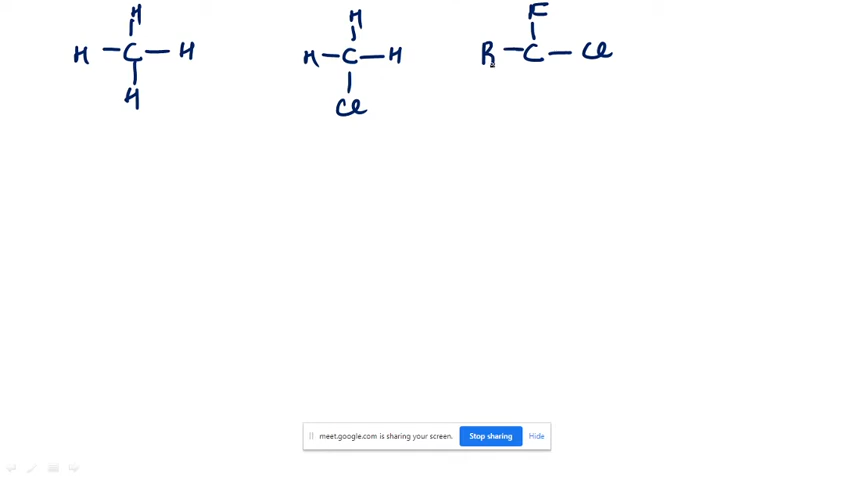 H
H – C – H
H
H
H – C – H
Cl
F
R – C – Cl
meet.google.com is sharing your screen. Stop sharing Hide